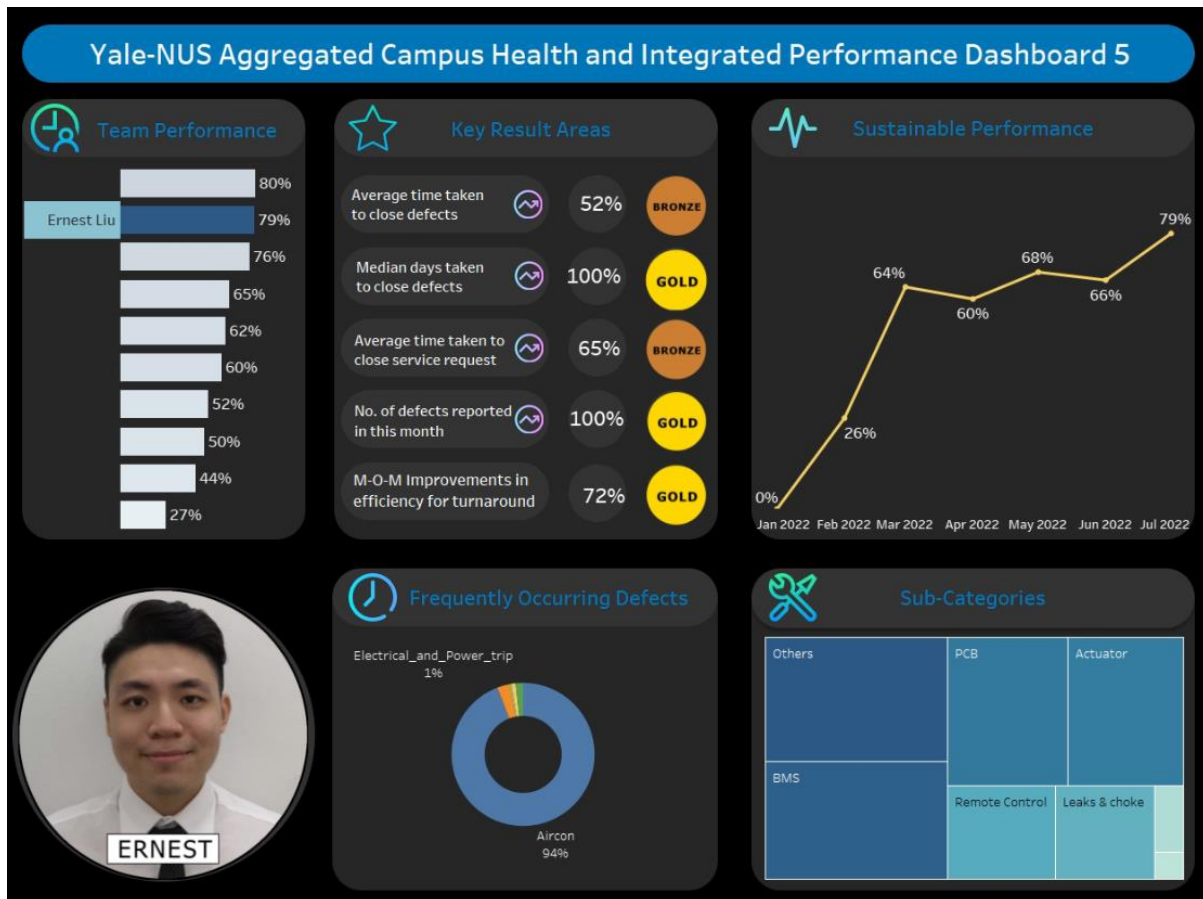 Yale-NUS Aggregated Campus Health and Integrated Performance Dashboard 5
Team Performance
80%
Ernest Liu
79%
76%
65%
62%
60%
52%
50%
44%
27%
Key Result Areas
Average time taken
to close defects
52%
BRONZE
Median days taken
to close defects
100%
GOLD
Average time taken to
close service request
65%
BRONZE
No. of defects reported
in this month
100%
GOLD
M-O-M Improvements in
efficiency for turnaround
72%
GOLD
Sustainable Performance
0%
26%
64%
60%
68%
66%
79%
Jan 2022 Feb 2022 Mar 2022 Apr 2022 May 2022 Jun 2022 Jul 2022
ERNEST
Frequently Occurring Defects
Electrical_and_Power_trip
1%
Aircon
94%
Sub-Categories
Others
PCB
Actuator
BMS
Remote Control
Leaks & choke